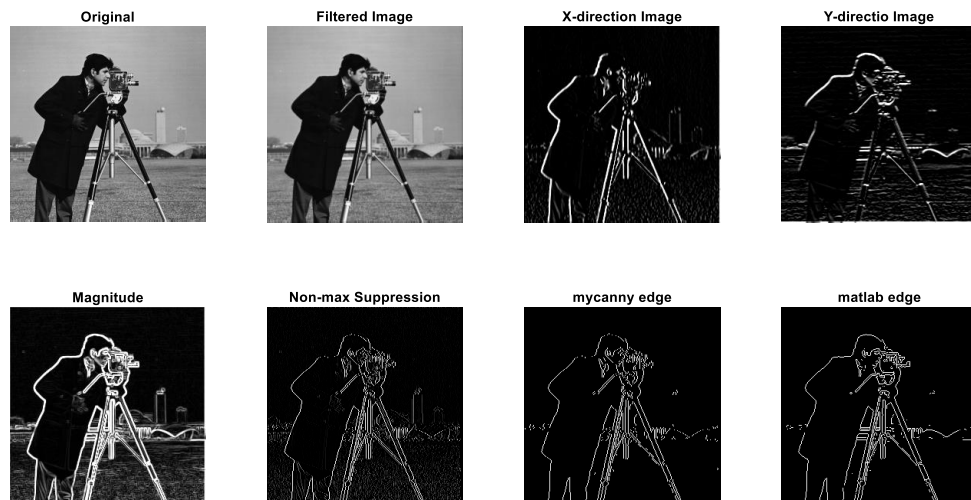 Original
Filtered Image
X-direction Image
Y-directio Image
Magnitude
Non-max Suppression
mycanny edge
matlab edge